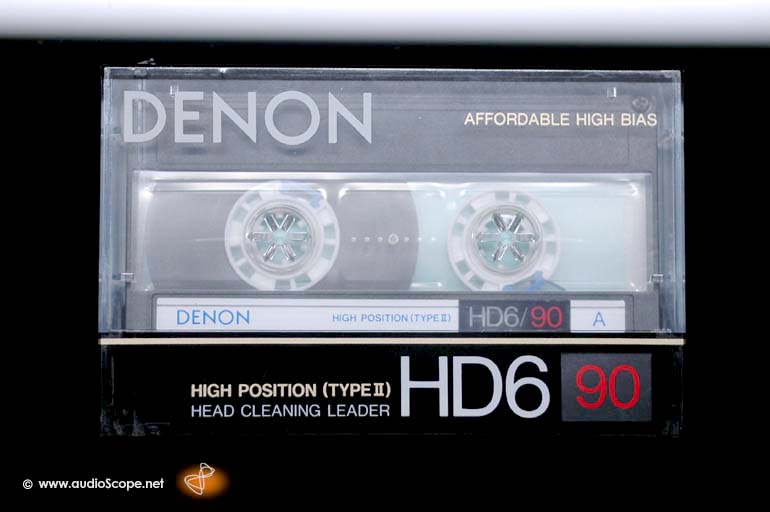 DENON
AFFORDABLE HIGH BIAS
DENON HIGH POSITION (TYPE II) HD6/90 A
HIGH POSITION (TYPE II) HD6 90
HEAD CLEANING LEADER
© www.audioScope.net